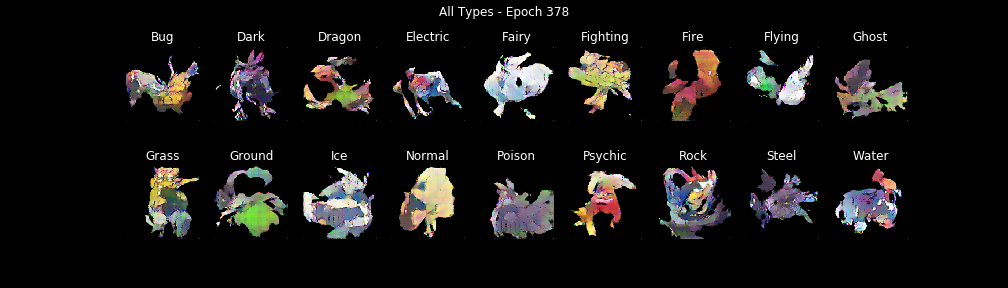 All Types - Epoch 378
Bug Dark Dragon Electric Fairy Fighting Fire Flying Ghost
Grass Ground Ice Normal Poison Psychic Rock Steel Water